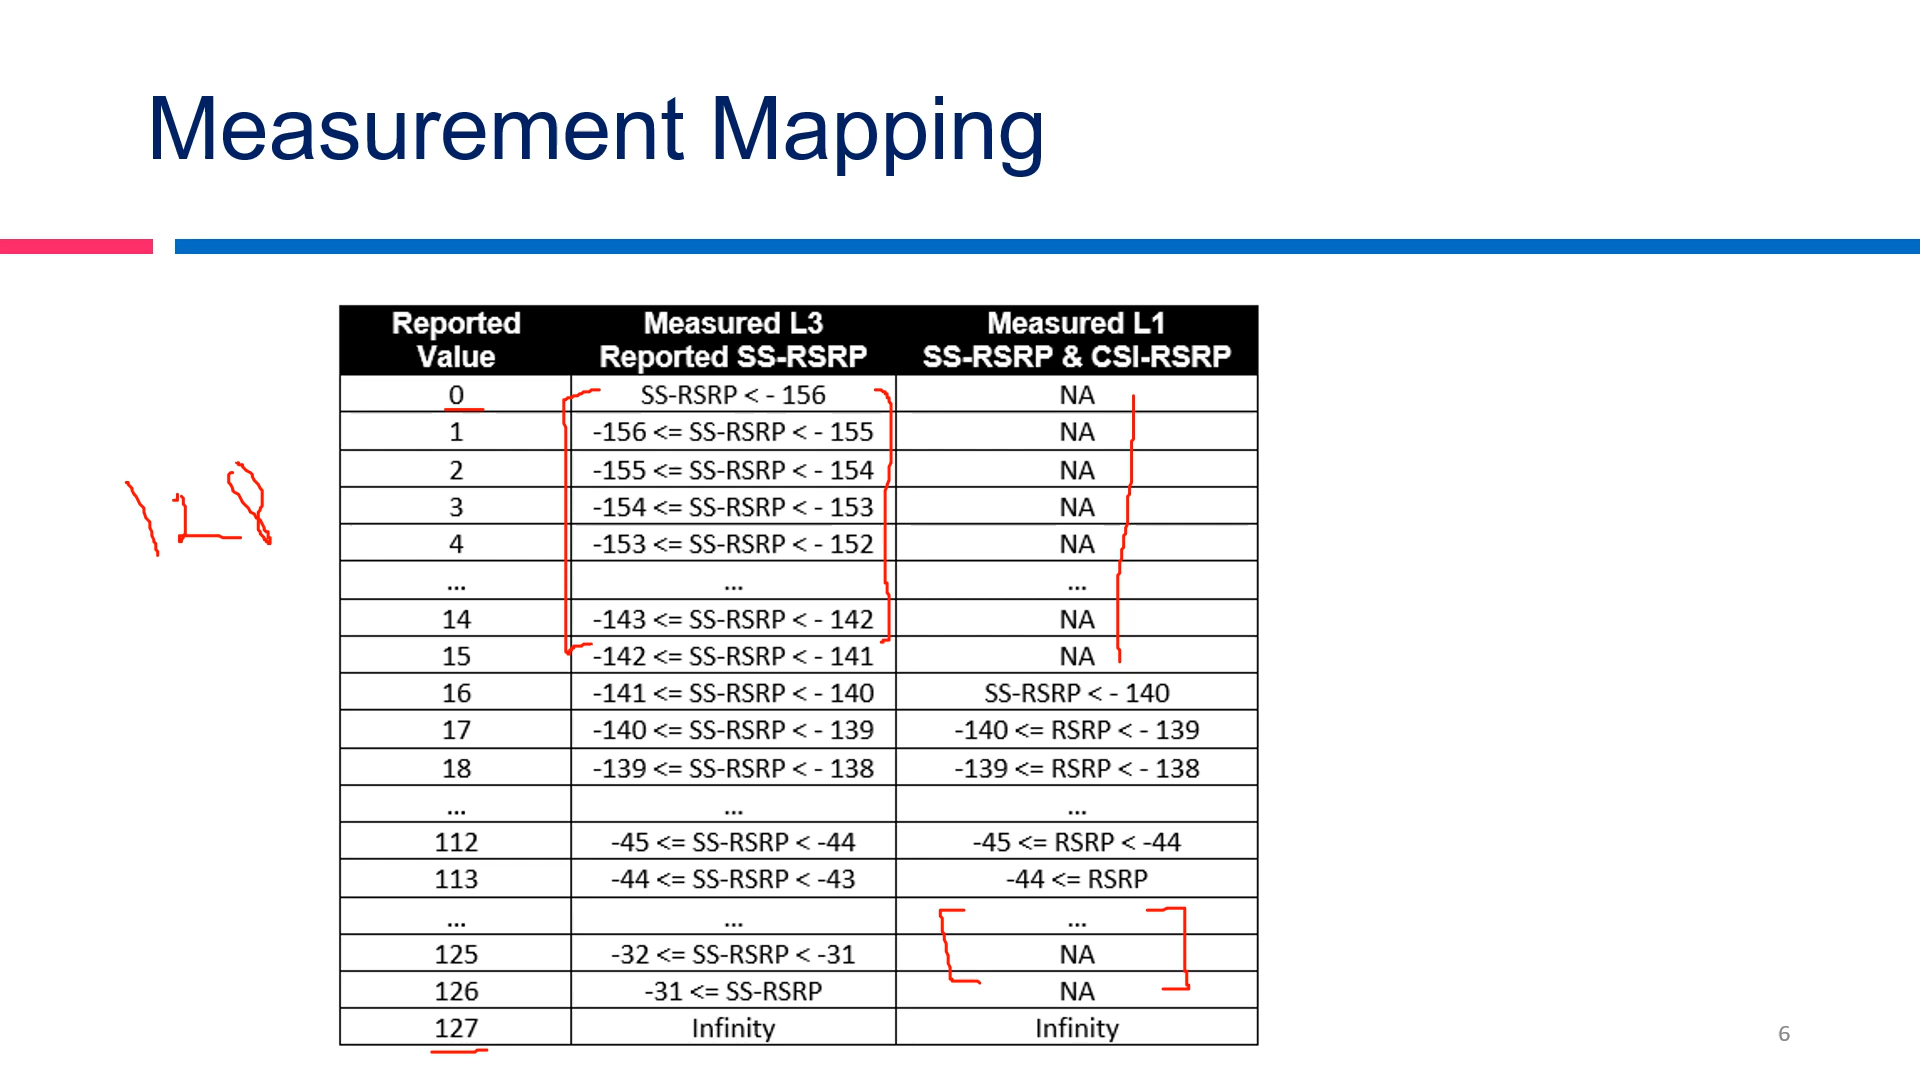 Measurement Mapping
Reported Value | Measured L3 Reported SS-RSRP | Measured L1 SS-RSRP & CSI-RSRP
0 | SS-RSRP < - 156 | NA
1 | -156 <= SS-RSRP < - 155 | NA
2 | -155 <= SS-RSRP < - 154 | NA
3 | -154 <= SS-RSRP < - 153 | NA
4 | -153 <= SS-RSRP < - 152 | NA
... | ... | ...
14 | -143 <= SS-RSRP < - 142 | NA
15 | -142 <= SS-RSRP < - 141 | NA
16 | -141 <= SS-RSRP < - 140 | SS-RSRP < - 140
17 | -140 <= SS-RSRP < - 139 | -140 <= RSRP < - 139
18 | -139 <= SS-RSRP < - 138 | -139 <= RSRP < - 138
... | ... | ...
112 | -45 <= SS-RSRP < -44 | -45 <= RSRP < -44
113 | -44 <= SS-RSRP < -43 | -44 <= RSRP
... | ... | ...
125 | -32 <= SS-RSRP < -31 | NA
126 | -31 <= SS-RSRP | NA
127 | Infinity | Infinity
128
6